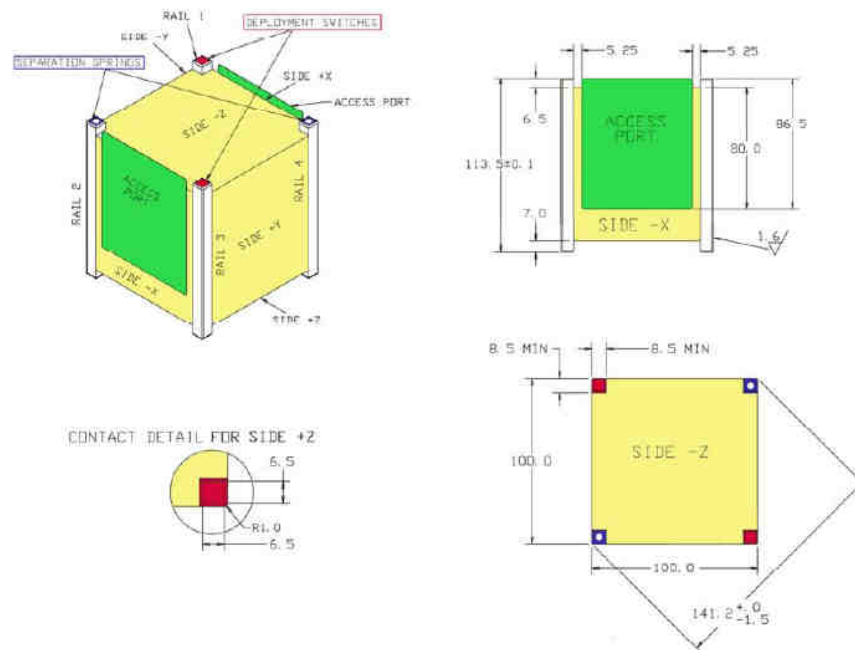 RAIL 1
DEPLOYMENT SWITCHES
SIDE -Y
SEPARATION SPRINGS
SIDE +X
ACCESS PORT
SIDE -Z
RAIL 2
ACCESS
PORT
RAIL 4
RAIL 3
SIDE +Y
SIDE -X
SIDE +Z
5.25
5.25
ACCESS
PORT
6.5
86.5
113.5±0.1
80.0
7.0
SIDE -X
1.6
8.5 MIN
8.5 MIN
SIDE -Z
100.0
100.0
141.2 +.0
-1.5
CONTACT DETAIL FOR SIDE +Z
6.5
R1.0
6.5